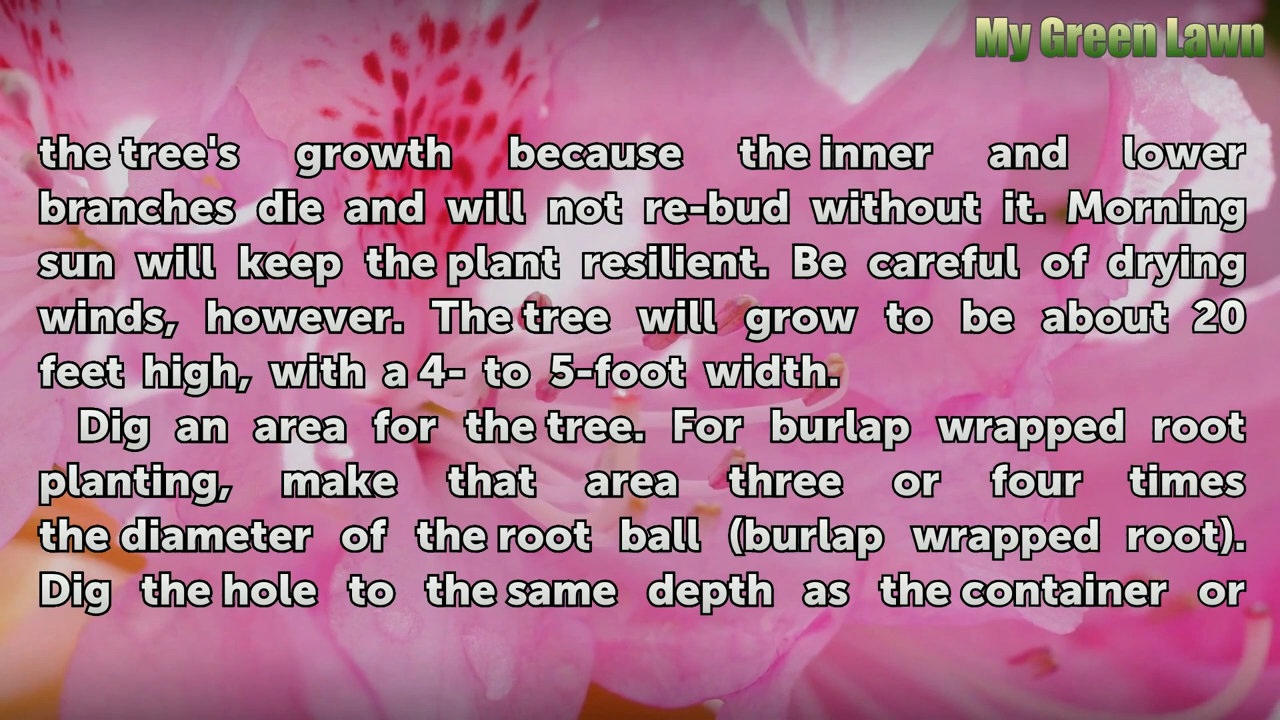 My Green Lawn
the tree's growth because the inner and lower
branches die and will not re-bud without it. Morning
sun will keep the plant resilient. Be careful of drying
winds, however. The tree will grow to be about 20
feet high, with a 4- to 5-foot width.
Dig an area for the tree. For burlap wrapped root
planting, make that area three or four times
the diameter of the root ball (burlap wrapped root).
Dig the hole to the same depth as the container or